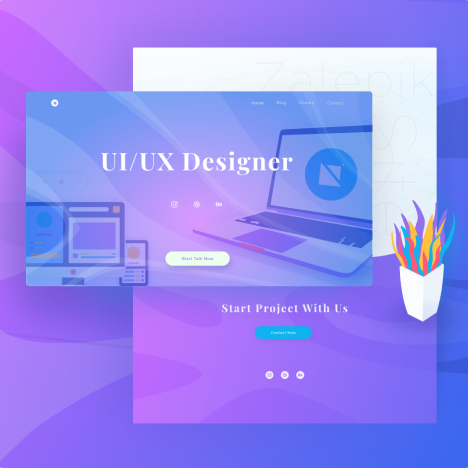 Zalepik
Home Blog Gallery Contact
UI/UX Designer
Start Talk Now
Start Project With Us
Contact Now